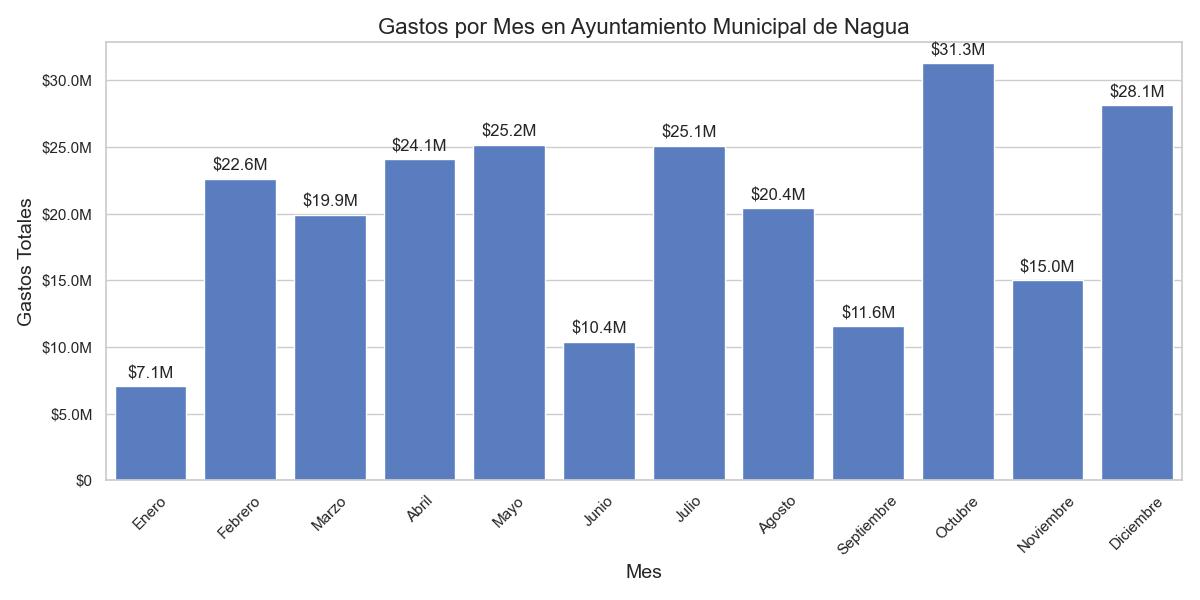 Gastos por Mes en Ayuntamiento Municipal de Nagua
Gastos Totales
$30.0M
$25.0M
$20.0M
$15.0M
$10.0M
$5.0M
$0
$7.1M
$22.6M
$19.9M
$24.1M
$25.2M
$10.4M
$25.1M
$20.4M
$11.6M
$31.3M
$15.0M
$28.1M
Enero
Febrero
Marzo
Abril
Mayo
Junio
Julio
Agosto
Septiembre
Octubre
Noviembre
Diciembre
Mes